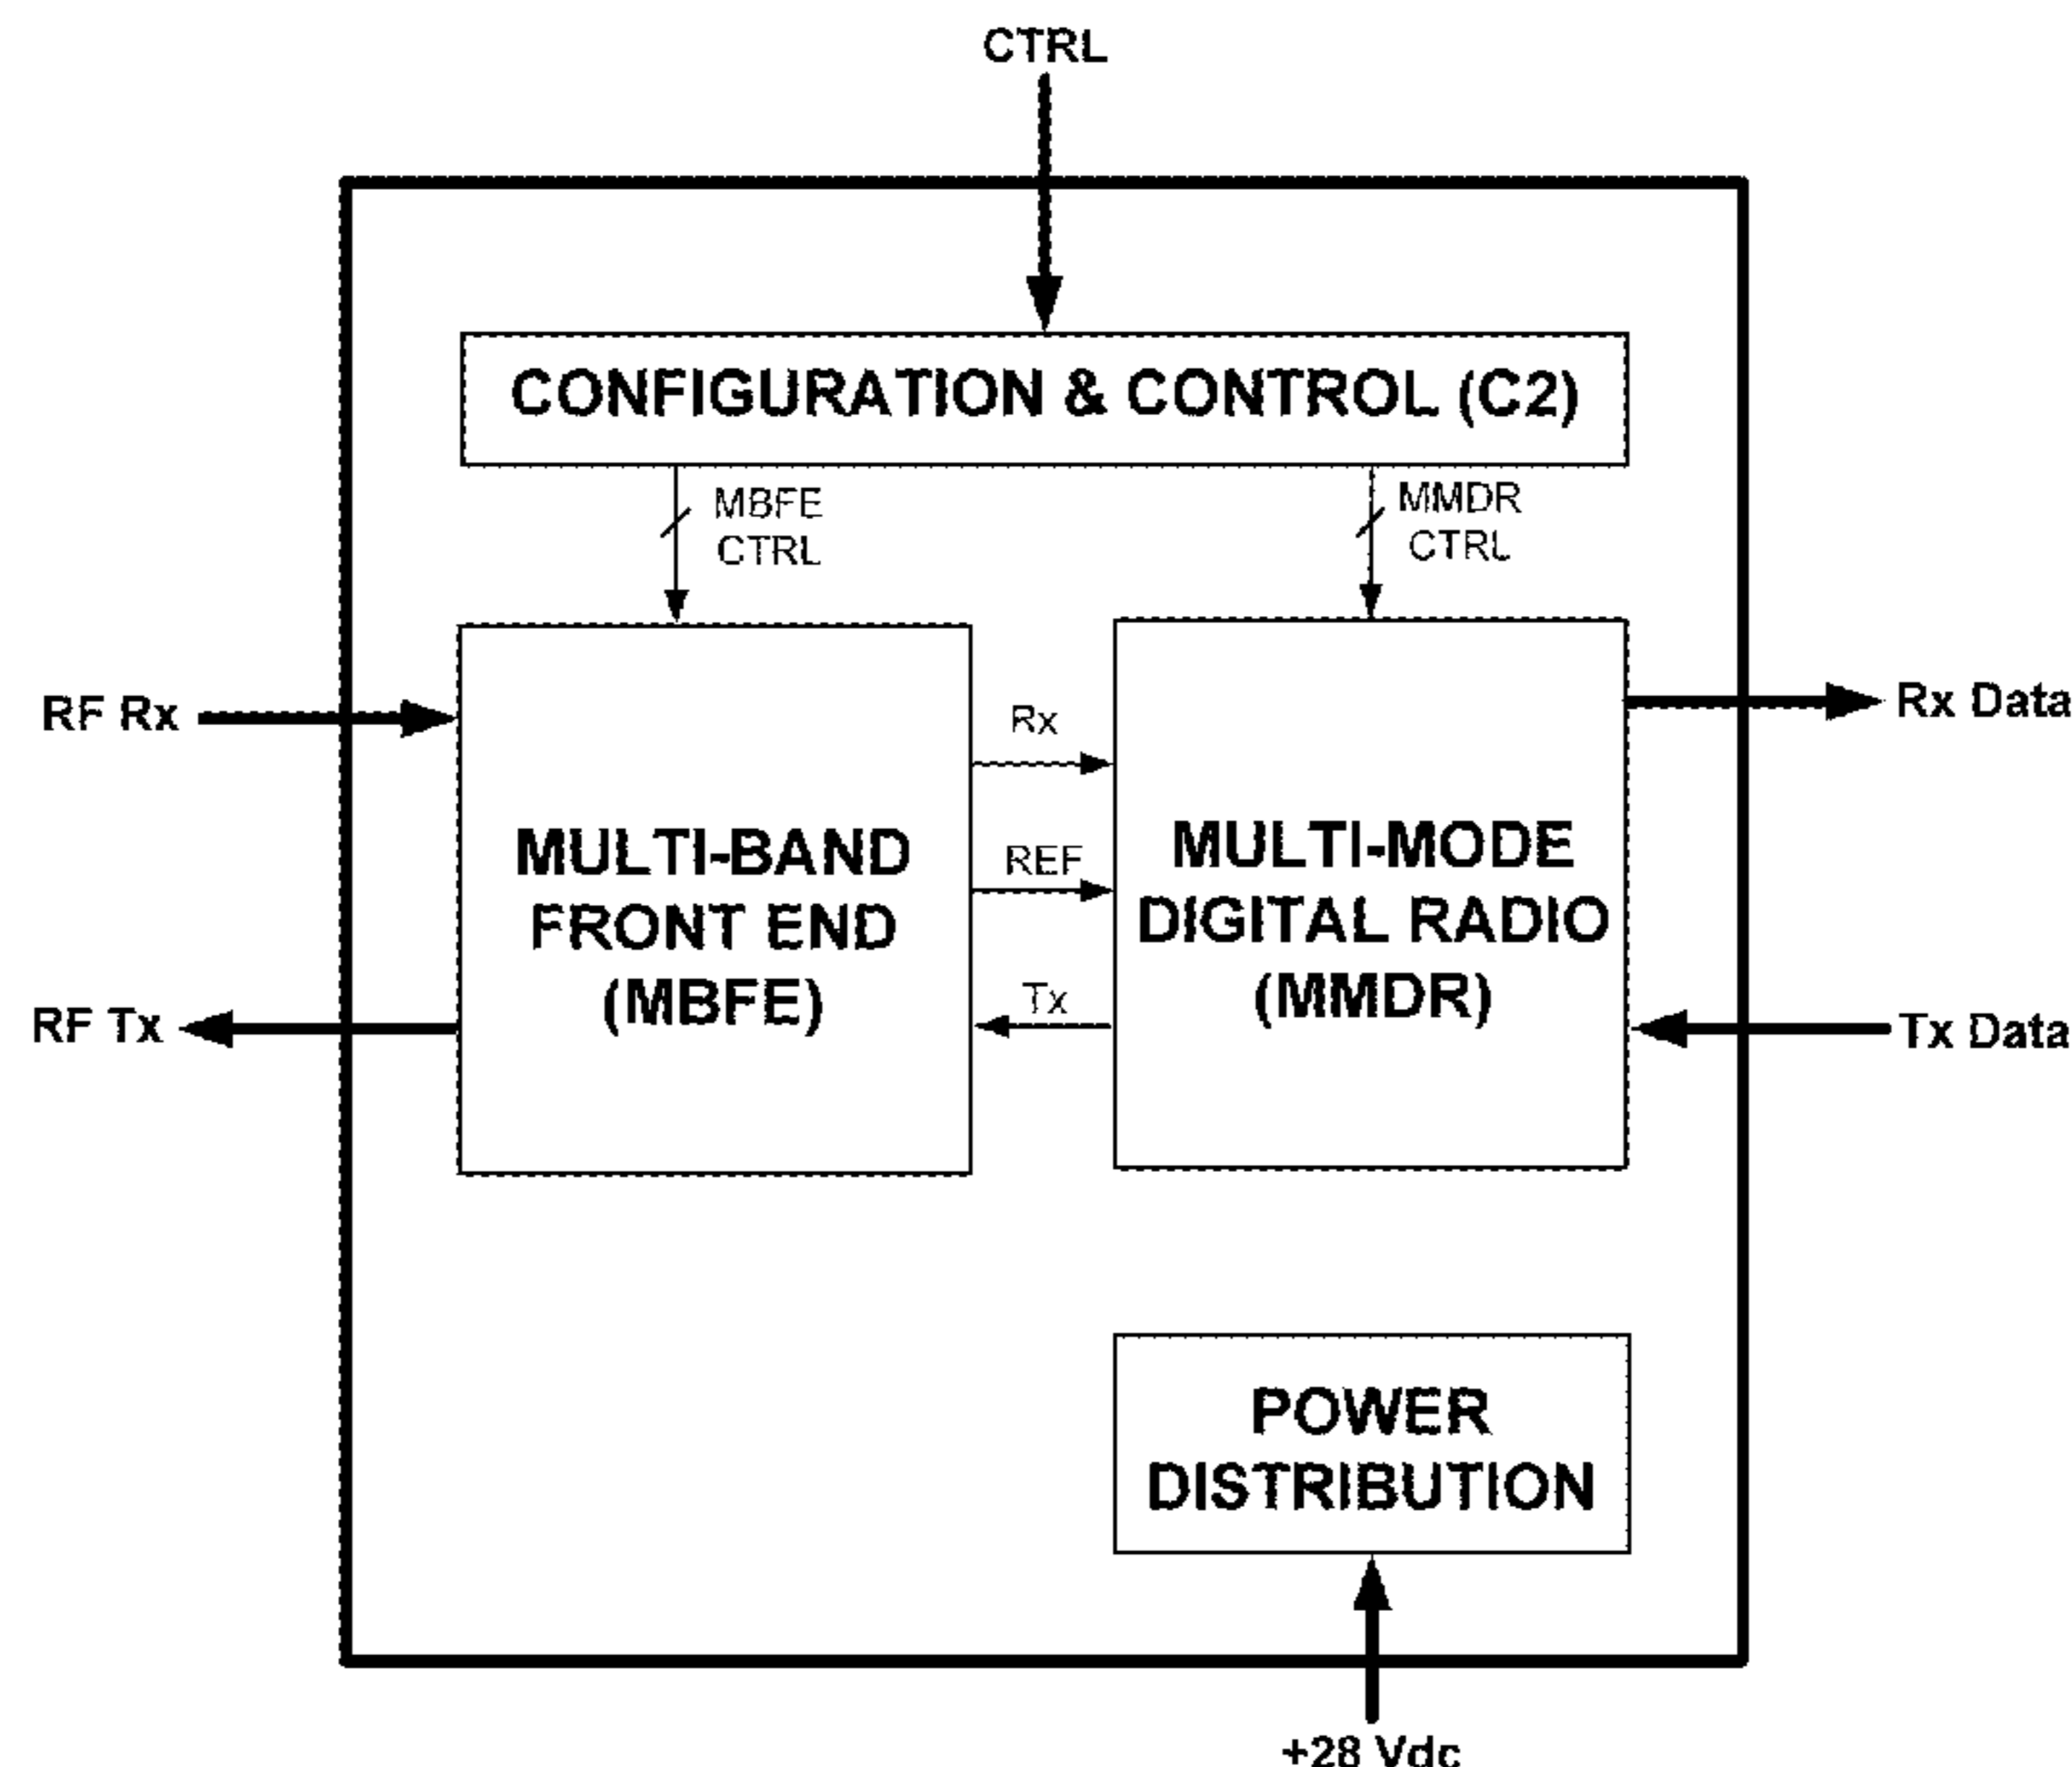 CTRL
CONFIGURATION & CONTROL (C2)
MBFE
CTRL
MMDR
CTRL
RF Rx
Rx
Rx Data
REF
MULTI-BAND
FRONT END
(MBFE)
MULTI-MODE
DIGITAL RADIO
(MMDR)
Tx
RF Tx
Tx Data
POWER
DISTRIBUTION
+28 Vdc